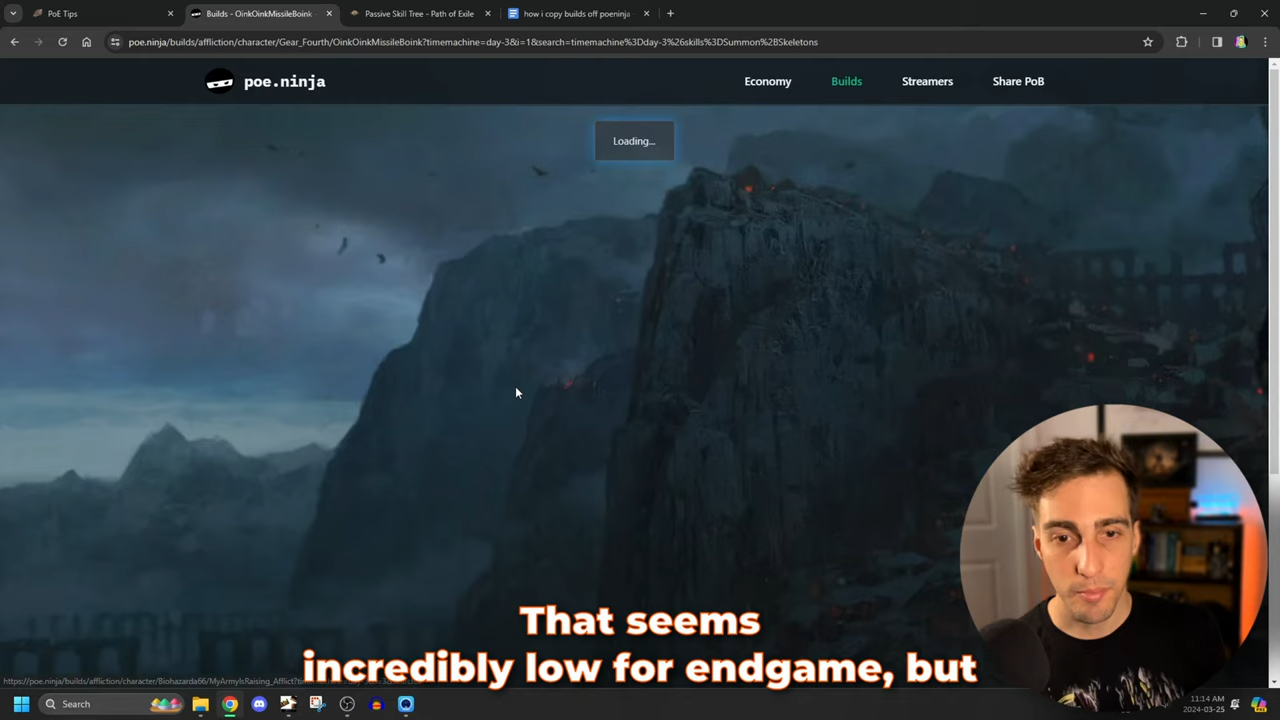 PoE Tips
Builds - OinkOinkMissileBoink
Passive Skill Tree - Path of Exile
how i copy builds off poeninja
poe.ninja/builds/affliction/character/Gear_Fourth/OinkOinkMissileBoink?timemachine=day-3&i=1&search=timemachine%3Dday-3%26skills%3DSummon%2BSkeletons
poe.ninja
Economy
Builds
Streamers
Share PoB
Loading...
That seems
incredibly low for endgame, but
Search
11:14 AM
2024-03-25